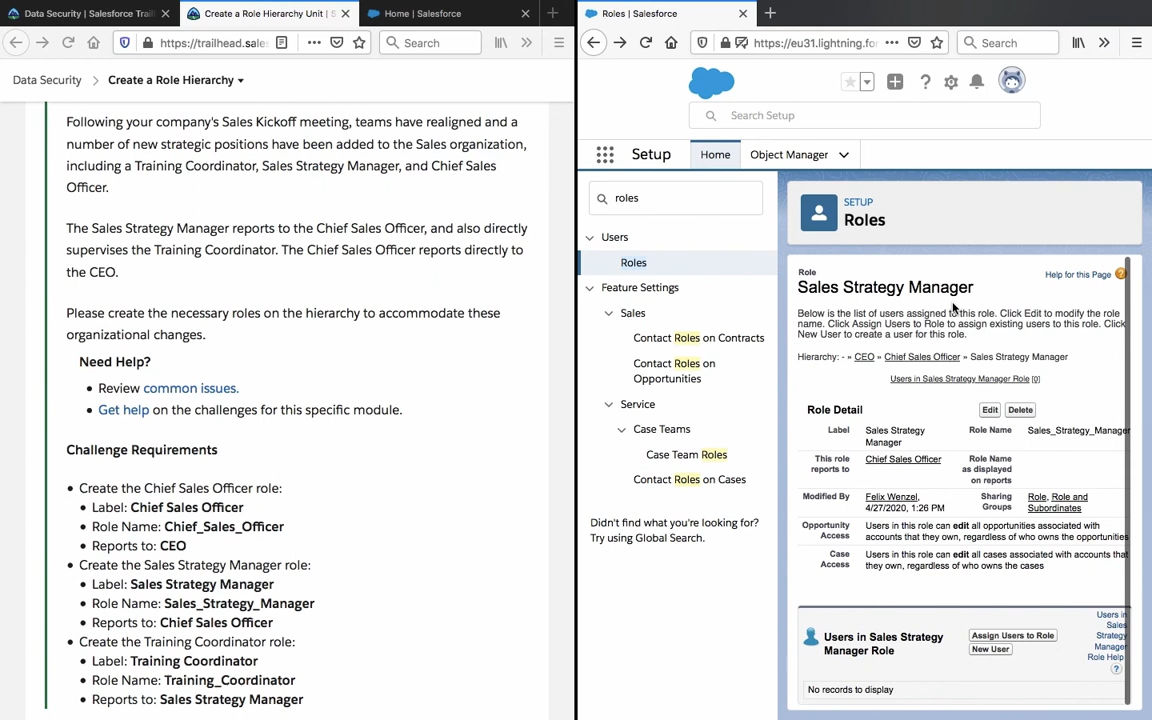 Data Security | Salesforce Trail
Create a Role Hierarchy Unit | S
Home | Salesforce
https://trailhead.sale
Search
Data Security
Create a Role Hierarchy
Following your company's Sales Kickoff meeting, teams have realigned and a
number of new strategic positions have been added to the Sales organization,
including a Training Coordinator, Sales Strategy Manager, and Chief Sales
Officer.
The Sales Strategy Manager reports to the Chief Sales Officer, and also directly
supervises the Training Coordinator. The Chief Sales Officer reports directly to
the CEO.
Please create the necessary roles on the hierarchy to accommodate these
organizational changes.
Need Help?
• Review common issues.
• Get help on the challenges for this specific module.
Challenge Requirements
• Create the Chief Sales Officer role:
• Label: Chief Sales Officer
• Role Name: Chief_Sales_Officer
• Reports to: CEO
• Create the Sales Strategy Manager role:
• Label: Sales Strategy Manager
• Role Name: Sales_Strategy_Manager
• Reports to: Chief Sales Officer
• Create the Training Coordinator role:
• Label: Training Coordinator
• Role Name: Training_Coordinator
• Reports to: Sales Strategy Manager
Roles | Salesforce
https://eu31.lightning.for
Search
Search Setup
Setup
Home
Object Manager
roles
Users
Roles
Feature Settings
Sales
Contact Roles on Contracts
Contact Roles on
Opportunities
Service
Case Teams
Case Team Roles
Contact Roles on Cases
Didn't find what you're looking for?
Try using Global Search.
SETUP
Roles
Role
Sales Strategy Manager
Help for this Page
Below is the list of users assigned to this role. Click Edit to modify the role
name. Click Assign Users to Role to assign existing users to this role. Click
New User to create a user for this role.
Hierarchy: - » CEO » Chief Sales Officer » Sales Strategy Manager
Users in Sales Strategy Manager Role [0]
Role Detail
Edit
Delete
Label
Sales Strategy
Manager
Role Name
Sales_Strategy_Manager
This role
reports to
Chief Sales Officer
Role Name
as displayed
on reports
Modified By
Felix Wenzel,
4/27/2020, 1:26 PM
Sharing
Groups
Role, Role and
Subordinates
Opportunity
Access
Users in this role can edit all opportunities associated with
accounts that they own, regardless of who owns the opportunities
Case
Access
Users in this role can edit all cases associated with accounts that
they own, regardless of who owns the cases
Users in Sales Strategy
Manager Role
Assign Users to Role
New User
Users in
Sales
Strategy
Manager
Role Help
?
No records to display